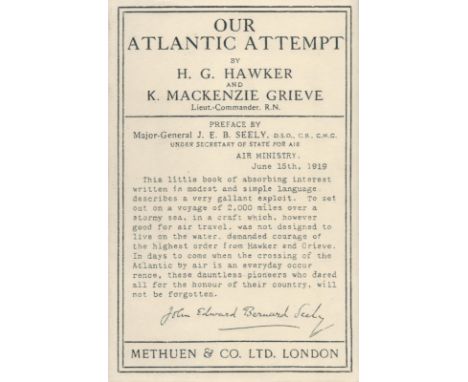 OUR
ATLANTIC ATTEMPT
BY
H. G. HAWKER
AND
K. MACKENZIE GRIEVE
Lieut.-Commander, R.N.
PREFACE BY
Major-General J. E. B. SEELY, D.S.O., C.B., C.M.G.
UNDER SECRETARY OF STATE FOR AIR
AIR MINISTRY.
June 15th, 1919
This little book of absorbing interest
written in modest and simple language
describes a very gallant exploit. To set
out on a voyage of 2,000 miles over a
stormy sea, in a craft which, however
good for air travel, was not designed to
live on the water, demanded courage of
the highest order from Hawker and Grieve.
In days to come when the crossing of the
Atlantic by air is an everyday occur
rence, these dauntless pioneers who dared
all for the honour of their country, will
not be forgotten.
John Edward Bernard Seely
METHUEN & CO. LTD. LONDON